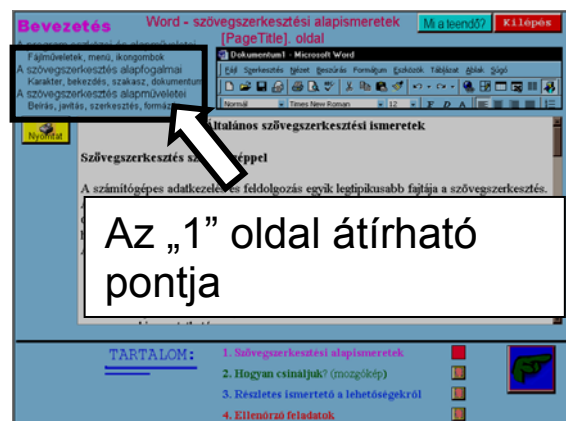 Bevezetés
Word - szövegszerkesztési alapismeretek
[PageTitle]. oldal
Mi a teendő?
Kilépés
Fájlműveletek, menü, ikongombok
A szövegszerkesztés alapfogalmai
Karakter, bekezdés, szakasz, dokumentum
A szövegszerkesztés alapműveletei
Beírás, javítás, szerkesztés, formázás
Dokumentum1 - Microsoft Word
Fájl Szerkesztés Nézet Beszúrás Formátum Eszközök Táblázat Ablak Súgó
Normál Times New Roman 12 F D A
Nyomtat
Általános szövegszerkesztési ismeretek
Szövegszerkesztés
A számítógépes adatkezelés és feldolgozás egyik legtipikusabb fajtája a szövegszerkesztés.
Az „1” oldal átírható
pontja
TARTALOM:
1. Szövegszerkesztési alapismeretek
2. Hogyan csináljuk? (mozgókép)
3. Részletes ismertető a lehetőségekről
4. Ellenőrző feladatok